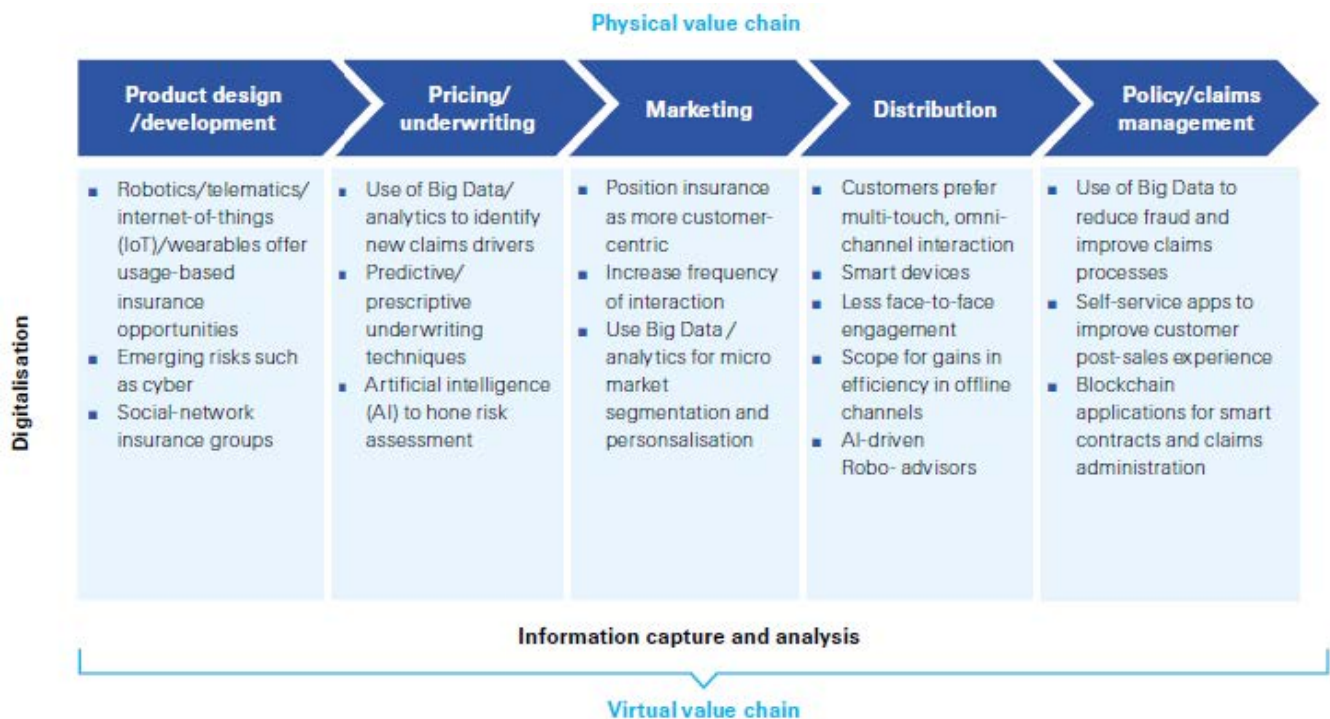 Physical value chain
Product design
/development
Pricing/
underwriting
Marketing
Distribution
Policy/claims
management
Digitalisation
▪ Robotics/telematics/
internet-of-things
(IoT)/wearables offer
usage-based
insurance
opportunities
▪ Emerging risks such
as cyber
▪ Social-network
insurance groups
▪ Use of Big Data/
analytics to identify
new claims drivers
▪ Predictive/
prescriptive
underwriting
techniques
▪ Artificial intelligence
(AI) to hone risk
assessment
▪ Position insurance
as more customer-
centric
▪ Increase frequency
of interaction
▪ Use Big Data /
analytics for micro
market
segmentation and
personsalisation
▪ Customers prefer
multi-touch, omni-
channel interaction
▪ Smart devices
▪ Less face-to-face
engagement
▪ Scope for gains in
efficiency in offline
channels
▪ AI-driven
Robo- advisors
▪ Use of Big Data to
reduce fraud and
improve claims
processes
▪ Self-service apps to
improve customer
post-sales experience
▪ Blockchain
applications for smart
contracts and claims
administration
Information capture and analysis
Virtual value chain